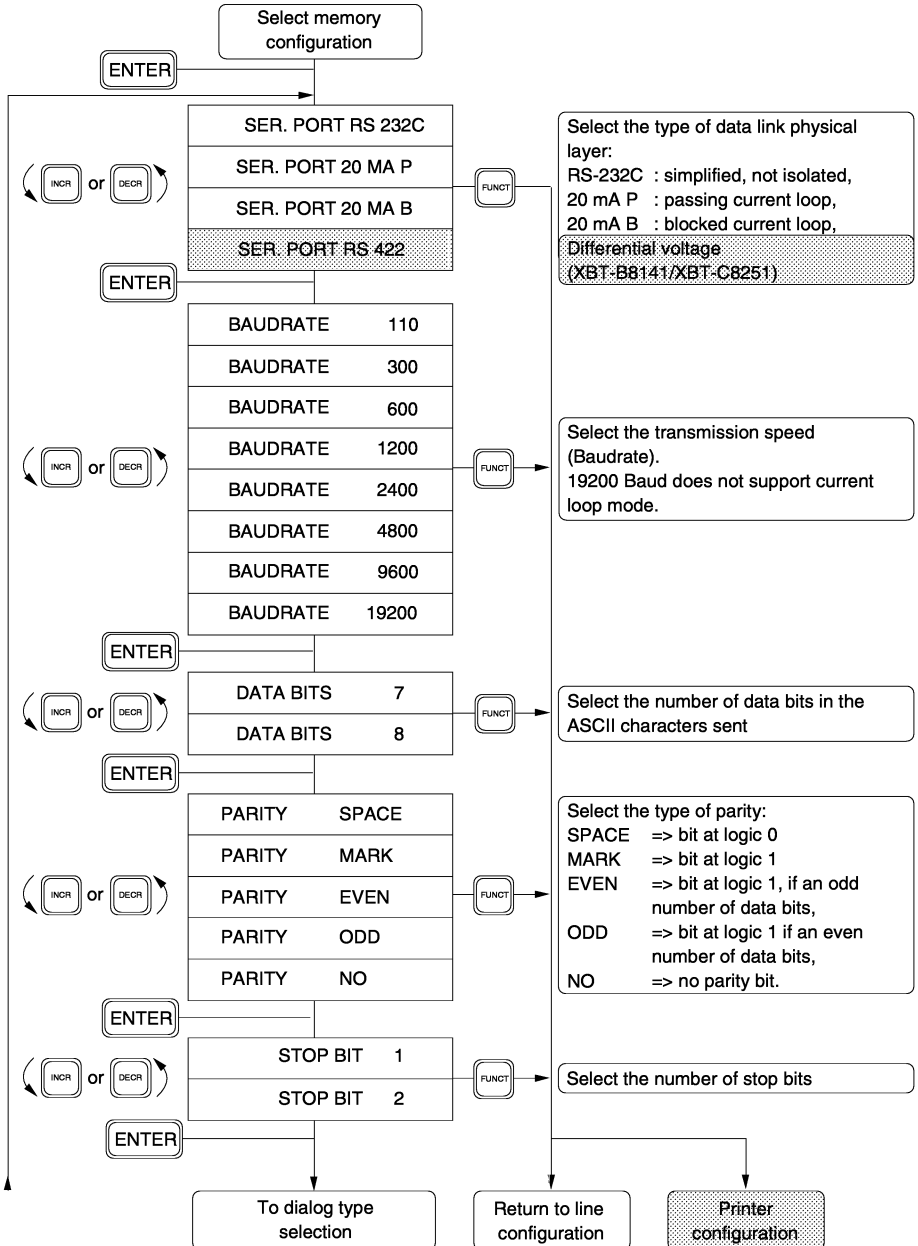 Select memory
configuration
ENTER
SER. PORT RS 232C
SER. PORT 20 MA P
SER. PORT 20 MA B
SER. PORT RS 422
INCR or DECR
FUNCT
Select the type of data link physical
layer:
RS-232C : simplified, not isolated,
20 mA P : passing current loop,
20 mA B : blocked current loop,
Differential voltage
(XBT-B8141/XBT-C8251)
ENTER
BAUDRATE 110
BAUDRATE 300
BAUDRATE 600
BAUDRATE 1200
BAUDRATE 2400
BAUDRATE 4800
BAUDRATE 9600
BAUDRATE 19200
INCR or DECR
FUNCT
Select the transmission speed
(Baudrate).
19200 Baud does not support current
loop mode.
ENTER
DATA BITS 7
DATA BITS 8
INCR or DECR
FUNCT
Select the number of data bits in the
ASCII characters sent
ENTER
PARITY SPACE
PARITY MARK
PARITY EVEN
PARITY ODD
PARITY NO
INCR or DECR
FUNCT
Select the type of parity:
SPACE => bit at logic 0
MARK => bit at logic 1
EVEN => bit at logic 1, if an odd
number of data bits,
ODD => bit at logic 1 if an even
number of data bits,
NO => no parity bit.
ENTER
STOP BIT 1
STOP BIT 2
INCR or DECR
FUNCT
Select the number of stop bits
ENTER
To dialog type
selection
Return to line
configuration
Printer
configuration